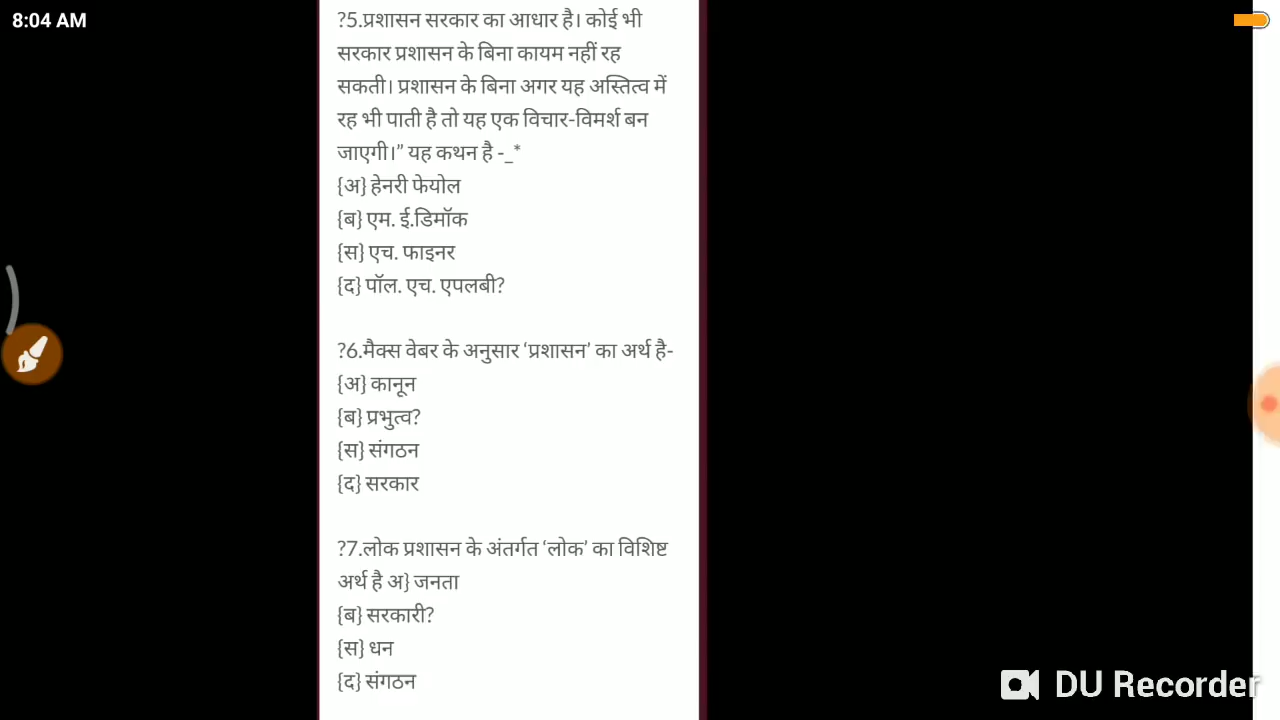 8:04 AM
?5.प्रशासन सरकार का आधार है। कोई भी
सरकार प्रशासन के बिना कायम नहीं रह
सकती। प्रशासन के बिना अगर यह अस्तित्व में
रह भी पाती है तो यह एक विचार-विमर्श बन
जाएगी।” यह कथन है -_*
{अ} हेनरी फेयोल
{ब} एम. ई.डिमॉक
{स} एच. फाइनर
{द} पॉल. एच. एपलबी?
?6.मैक्स वेबर के अनुसार ‘प्रशासन’ का अर्थ है-
{अ} कानून
{ब} प्रभुत्व?
{स} संगठन
{द} सरकार
?7.लोक प्रशासन के अंतर्गत ‘लोक’ का विशिष्ट
अर्थ है अ} जनता
{ब} सरकारी?
{स} धन
{द} संगठन
DU Recorder